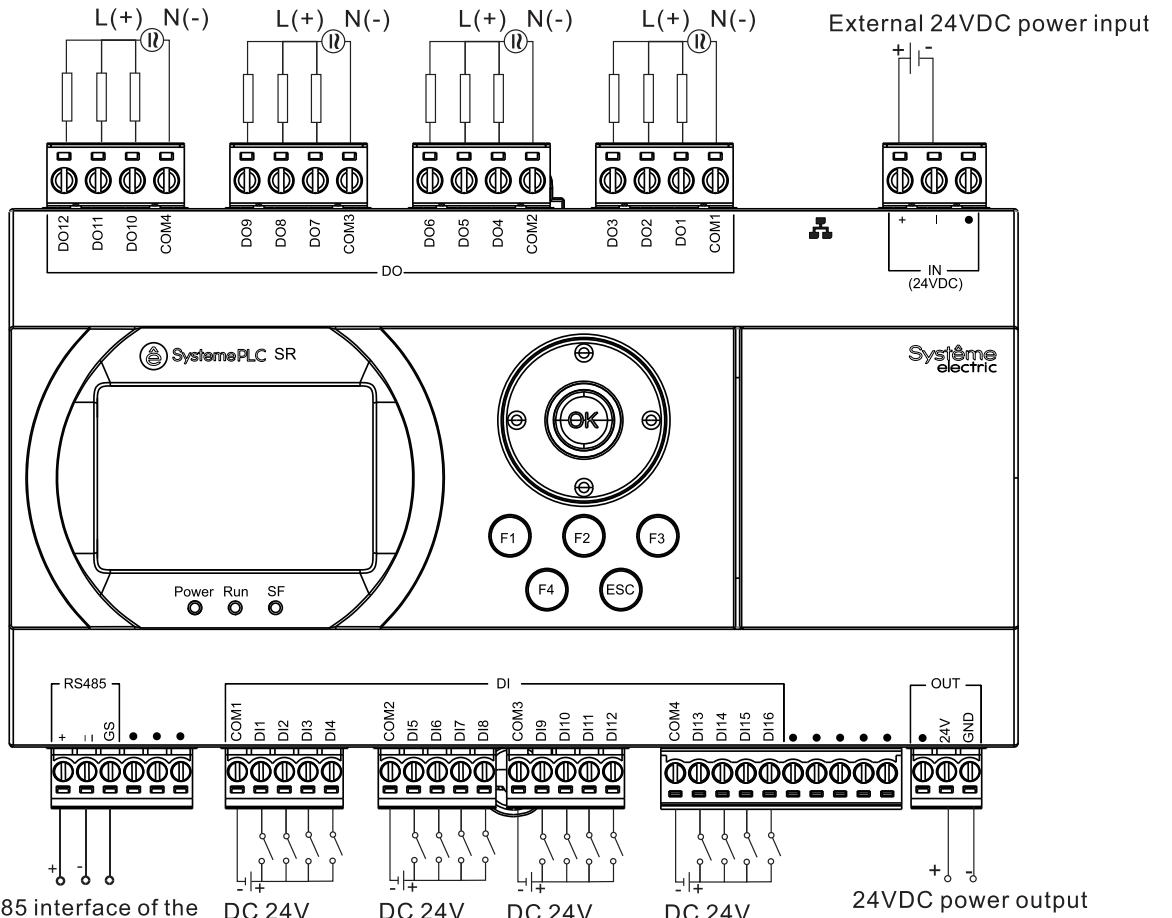 L(+) N(-) L(+) N(-) L(+) N(-) L(+) N(-) External 24VDC power input
+ -
DO12 DO11 DO10 COM4 DO9 DO8 DO7 COM3 DO6 DO5 DO4 COM2 DO3 DO2 DO1 COM1 + −
DO IN
(24VDC)
SystemePLC SR
Systême
electric
OK
F1 F2 F3
F4 ESC
Power Run SF
RS485 DI OUT
+ -- GS COM1 DI1 DI2 DI3 DI4 COM2 DI5 DI6 DI7 DI8 COM3 DI9 DI10 DI11 DI12 COM4 DI13 DI14 DI15 DI16 24V GND
+ - - + - + - + - + + -
85 interface of the DC 24V DC 24V DC 24V DC 24V 24VDC power output